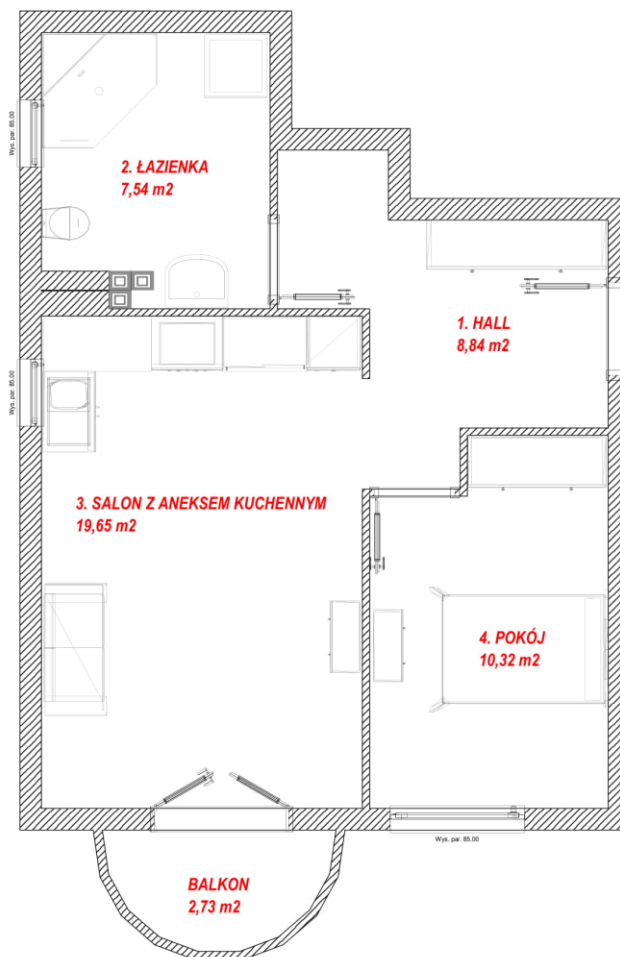 Wys. par. 85.00
2. ŁAZIENKA
7,54 m2
1. HALL
8,84 m2
Wys. par. 85.00
3. SALON Z ANEKSEM KUCHENNYM
19,65 m2
4. POKÓJ
10,32 m2
Wys. par. 85.00
BALKON
2,73 m2